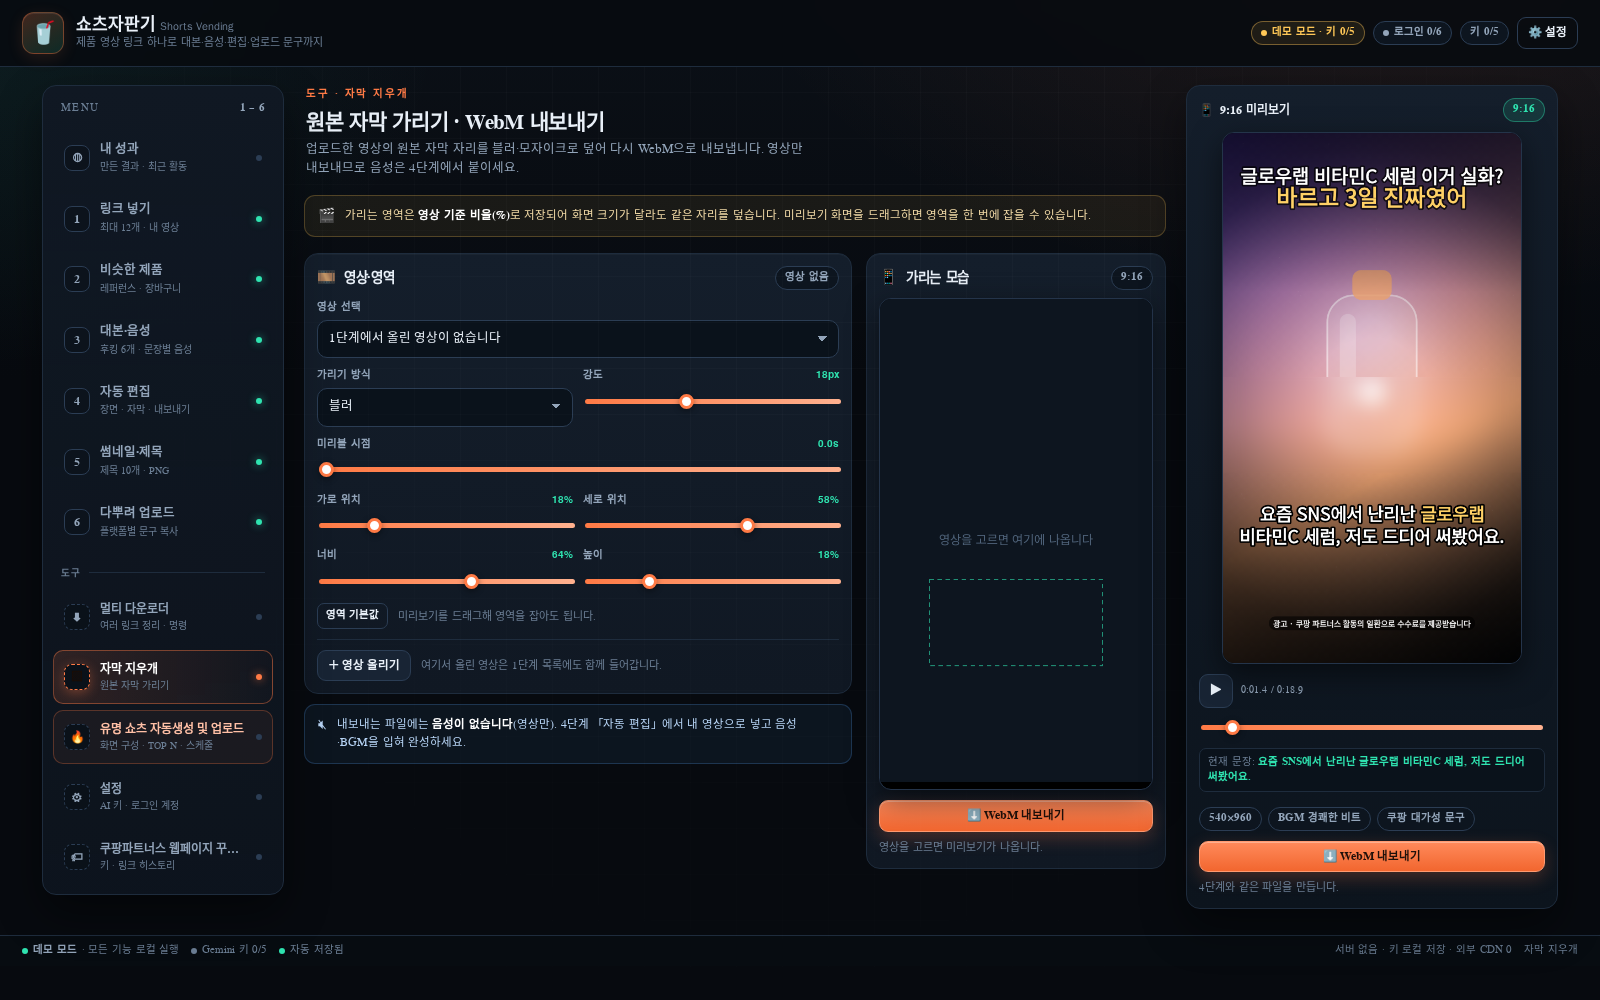 쇼츠자판기 Shorts Vending
제품 영상 링크 하나로 대본·음성·편집·업로드 문구까지
데모 모드 · 키 0/5
로그인 0/6
키 0/5
설정
MENU
1 – 6
내 성과
만든 결과 · 최근 활동
1
링크 넣기
최대 12개 · 내 영상
2
비슷한 제품
레퍼런스 · 장바구니
3
대본·음성
후킹 6개 · 문장별 음성
4
자동 편집
장면 · 자막 · 내보내기
5
썸네일·제목
제목 10개 · PNG
6
다뿌려 업로드
플랫폼별 문구 복사
도구
멀티 다운로더
여러 링크 정리 · 병령
자막 지우개
원본 자막 가리기
유명 쇼츠 자동생성 및 업로드
화면 구성 · TOP N · 스케줄
설정
AI 키 · 로그인 계정
쿠팡파트너스 웹페이지 꾸...
키 · 링크 히스토리
도구 · 자막 지우개
원본 자막 가리기 · WebM 내보내기
업로드한 영상의 원본 자막 자리를 블러·모자이크로 덮어 다시 WebM으로 내보냅니다. 영상만
내보내므로 음성은 4단계에서 붙이세요.
가리는 영역은 영상 기준 비율(%)로 저장되어 화면 크기가 달라도 같은 자리를 덮습니다. 미리보기 화면을 드래그하면 영역을 한 번에 잡을 수 있습니다.
영상·영역
영상 없음
영상 선택
1단계에서 올린 영상이 없습니다
가리기 방식
강도
18px
블러
미리볼 시점
0.0s
가로 위치
18%
세로 위치
58%
너비
64%
높이
18%
영역 기본값
미리보기를 드래그해 영역을 잡아도 됩니다.
+ 영상 올리기
여기서 올린 영상은 1단계 목록에도 함께 들어갑니다.
내보내는 파일에는 음성이 없습니다(영상만). 4단계 「자동 편집」에서 내 영상으로 넣고 음성
·BGM을 입혀 완성하세요.
가리는 모습
9:16
영상을 고르면 여기에 나옵니다
WebM 내보내기
영상을 고르면 미리보기가 나옵니다.
9:16 미리보기
9:16
글로우랩 비타민C 세럼 이거 실화?
바르고 3일 진짜였어
요즘 SNS에서 난리난 글로우랩
비타민C 세럼, 저도 드디어 써봤어요.
광고 · 쿠팡 파트너스 활동의 일환으로 수수료를 제공받습니다
0:01.4 / 0:18.9
현재 문장: 요즘 SNS에서 난리난 글로우랩 비타민C 세럼, 저도 드디어
써봤어요.
540×960
BGM 경쾌한 비트
쿠팡 대가성 문구
WebM 내보내기
4단계와 같은 파일을 만듭니다.
데모 모드 · 모든 기능 로컬 실행
Gemini 키 0/5
자동 저장됨
서버 없음 · 키 로컬 저장 · 외부 CDN 0
자막 지우개